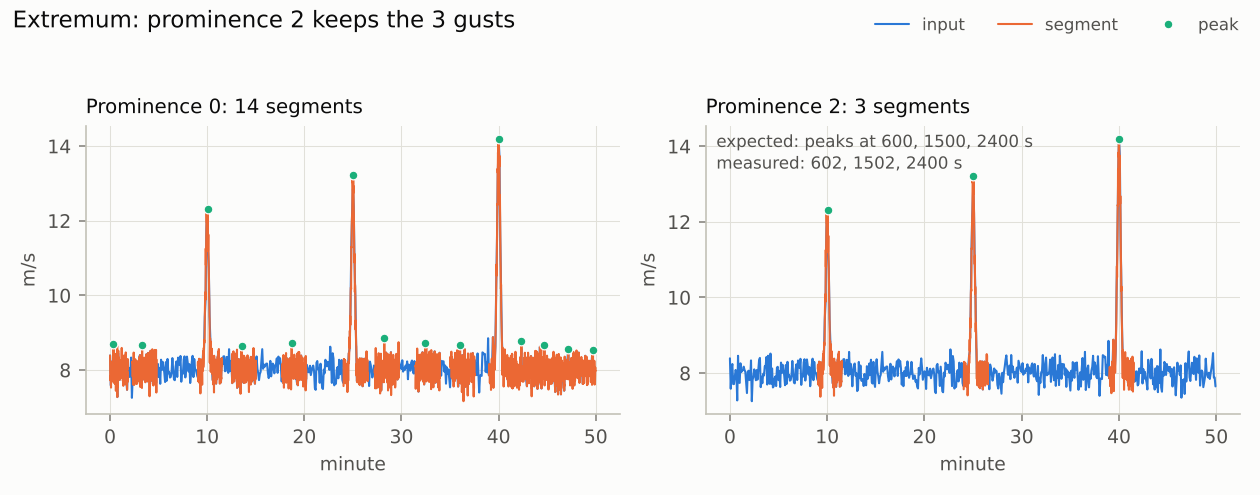 Extremum: prominence 2 keeps the 3 gusts
input
segment
peak
Prominence 0: 14 segments
14
12
10
8
m/s
0
10
20
30
40
50
minute
Prominence 2: 3 segments
expected: peaks at 600, 1500, 2400 s
measured: 602, 1502, 2400 s
14
12
10
8
m/s
0
10
20
30
40
50
minute